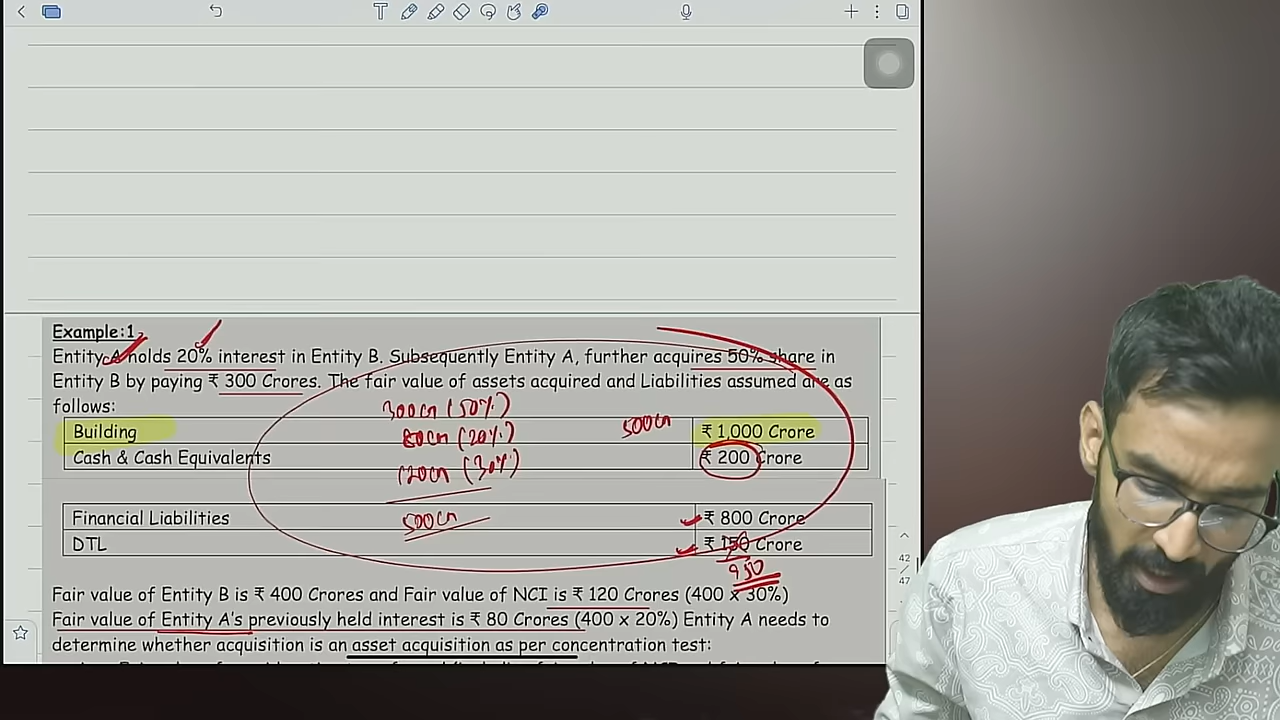 Example:1
Entity A holds 20% interest in Entity B. Subsequently Entity A, further acquires 50% share in
Entity B by paying ₹ 300 Crores. The fair value of assets acquired and Liabilities assumed are as
follows:
300cr (50%)
Building 80cr (20%) 500cr ₹ 1,000 Crore
Cash & Cash Equivalents 120cr (30%) ₹ 200 Crore
Financial Liabilities 500cr ₹ 800 Crore
DTL ₹ 150 Crore
950
Fair value of Entity B is ₹ 400 Crores and Fair value of NCI is ₹ 120 Crores (400 x 30%)
Fair value of Entity A's previously held interest is ₹ 80 Crores (400 x 20%) Entity A needs to
determine whether acquisition is an asset acquisition as per concentration test:
42
47